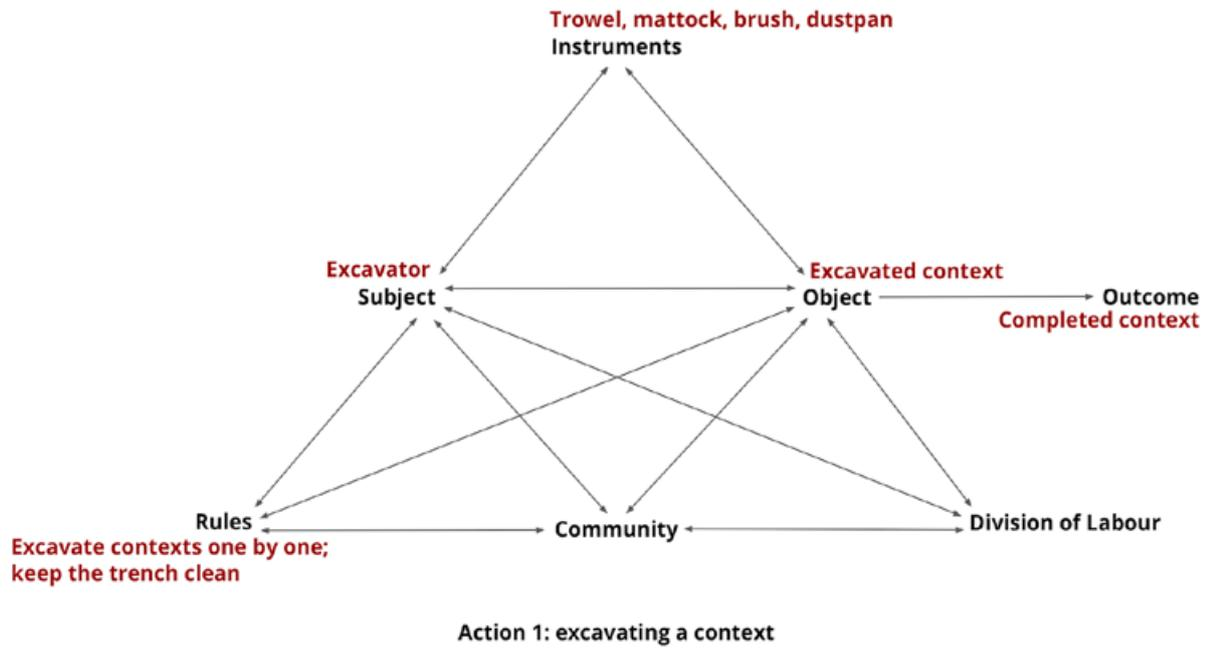 Trowel, mattock, brush, dustpan
Instruments
Excavator
Subject
Excavated context
Object
Outcome
Completed context
Rules
Excavate contexts one by one;
keep the trench clean
Community
Division of Labour
Action 1: excavating a context